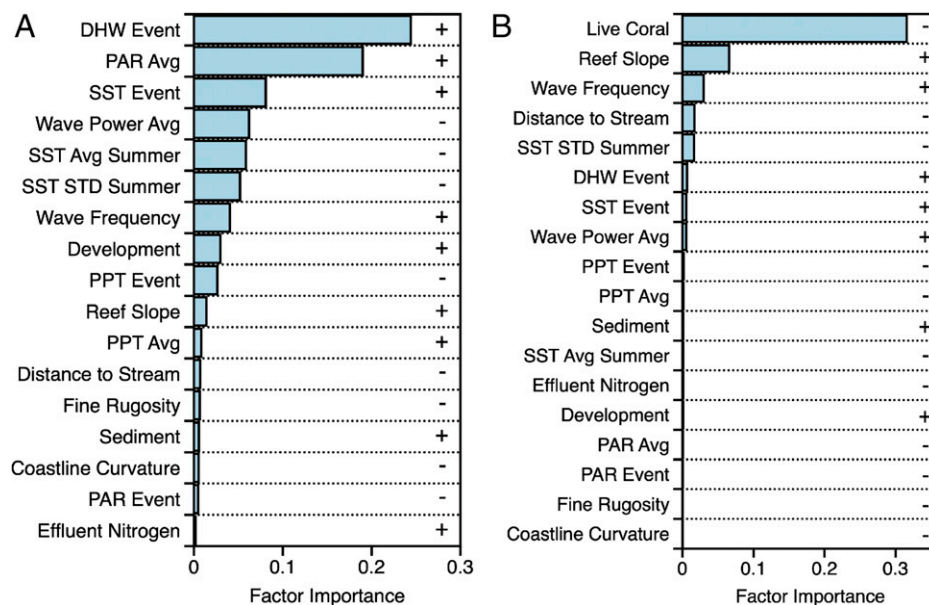 A
DHW Event +
PAR Avg +
SST Event +
Wave Power Avg -
SST Avg Summer -
SST STD Summer -
Wave Frequency +
Development +
PPT Event -
Reef Slope +
PPT Avg +
Distance to Stream -
Fine Rugosity -
Sediment +
Coastline Curvature -
PAR Event -
Effluent Nitrogen +
0 0.1 0.2 0.3
Factor Importance
B
Live Coral -
Reef Slope +
Wave Frequency +
Distance to Stream -
SST STD Summer -
DHW Event +
SST Event +
Wave Power Avg +
PPT Event -
PPT Avg -
Sediment +
SST Avg Summer -
Effluent Nitrogen -
Development +
PAR Avg -
PAR Event -
Fine Rugosity -
Coastline Curvature -
0 0.1 0.2 0.3
Factor Importance